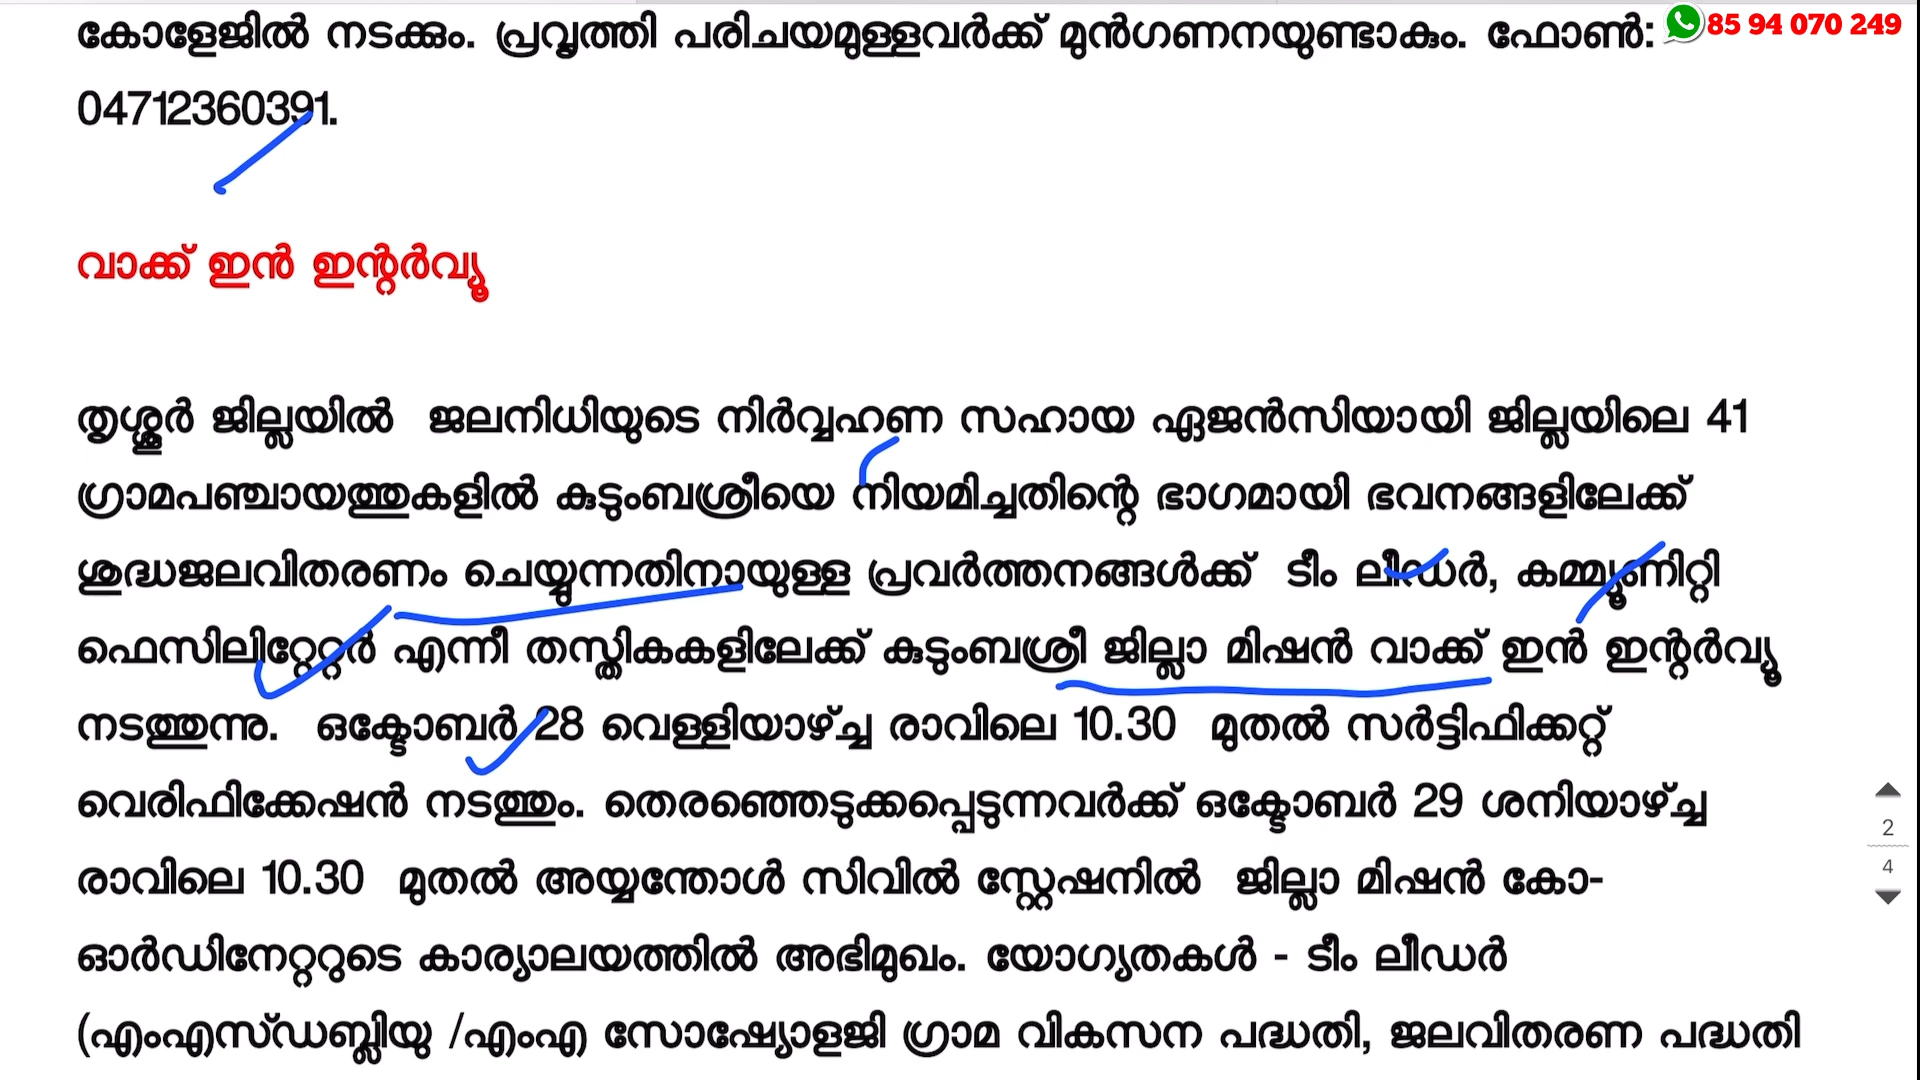 കോളേജിൽ നടക്കും. പ്രവൃത്തി പരിചയമുള്ളവർക്ക് മുൻഗണനയുണ്ടാകും. ഫോൺ: 85 94 070 249
04712360391.
വാക്ക് ഇൻ ഇന്റർവ്യൂ
തൃശ്ശൂർ ജില്ലയിൽ ജലനിധിയുടെ നിർവ്വഹണ സഹായ ഏജൻസിയായി ജില്ലയിലെ 41
ഗ്രാമപഞ്ചായത്തുകളിൽ കുടുംബശ്രീയെ നിയമിച്ചതിന്റെ ഭാഗമായി ഭവനങ്ങളിലേക്ക്
ശുദ്ധജലവിതരണം ചെയ്യുന്നതിനായുള്ള പ്രവർത്തനങ്ങൾക്ക് ടീം ലീഡർ, കമ്മ്യൂണിറ്റി
ഫെസിലിറ്റേറ്റർ എന്നീ തസ്തികകളിലേക്ക് കുടുംബശ്രീ ജില്ലാ മിഷൻ വാക്ക് ഇൻ ഇന്റർവ്യൂ
നടത്തുന്നു. ഒക്ടോബർ 28 വെള്ളിയാഴ്ച്ച രാവിലെ 10.30 മുതൽ സർട്ടിഫിക്കറ്റ്
വെരിഫിക്കേഷൻ നടത്തും. തെരഞ്ഞെടുക്കപ്പെടുന്നവർക്ക് ഒക്ടോബർ 29 ശനിയാഴ്ച്ച
രാവിലെ 10.30 മുതൽ അയ്യന്തോൾ സിവിൽ സ്റ്റേഷനിൽ ജില്ലാ മിഷൻ കോ-
ഓർഡിനേറ്ററുടെ കാര്യാലയത്തിൽ അഭിമുഖം. യോഗ്യതകൾ - ടീം ലീഡർ
(എംഎസ്ഡബ്ലിയു /എംഎ സോഷ്യോളജി ഗ്രാമ വികസന പദ്ധതി, ജലവിതരണ പദ്ധതി
2
4